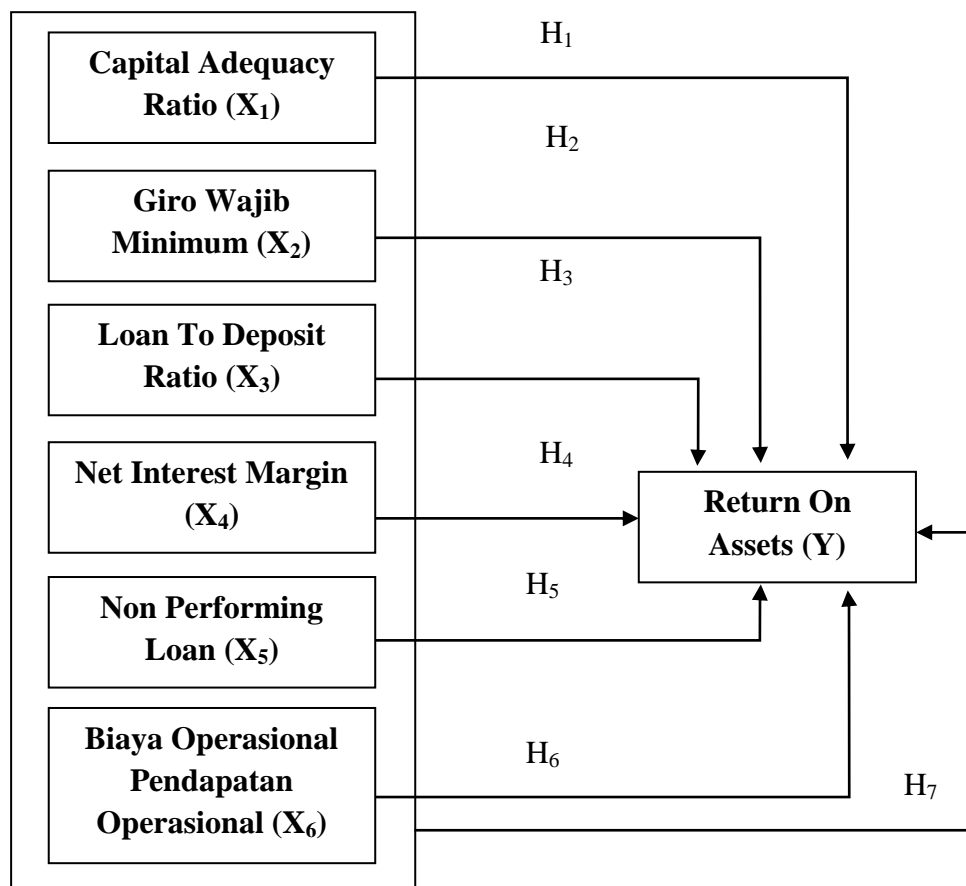 H₁
Capital Adequacy
Ratio (X₁)
H₂
Giro Wajib
Minimum (X₂)
H₃
Loan To Deposit
Ratio (X₃)
H₄
Net Interest Margin
(X₄)
Return On
Assets (Y)
H₅
Non Performing
Loan (X₅)
H₆
Biaya Operasional
Pendapatan
Operasional (X₆)
H₇